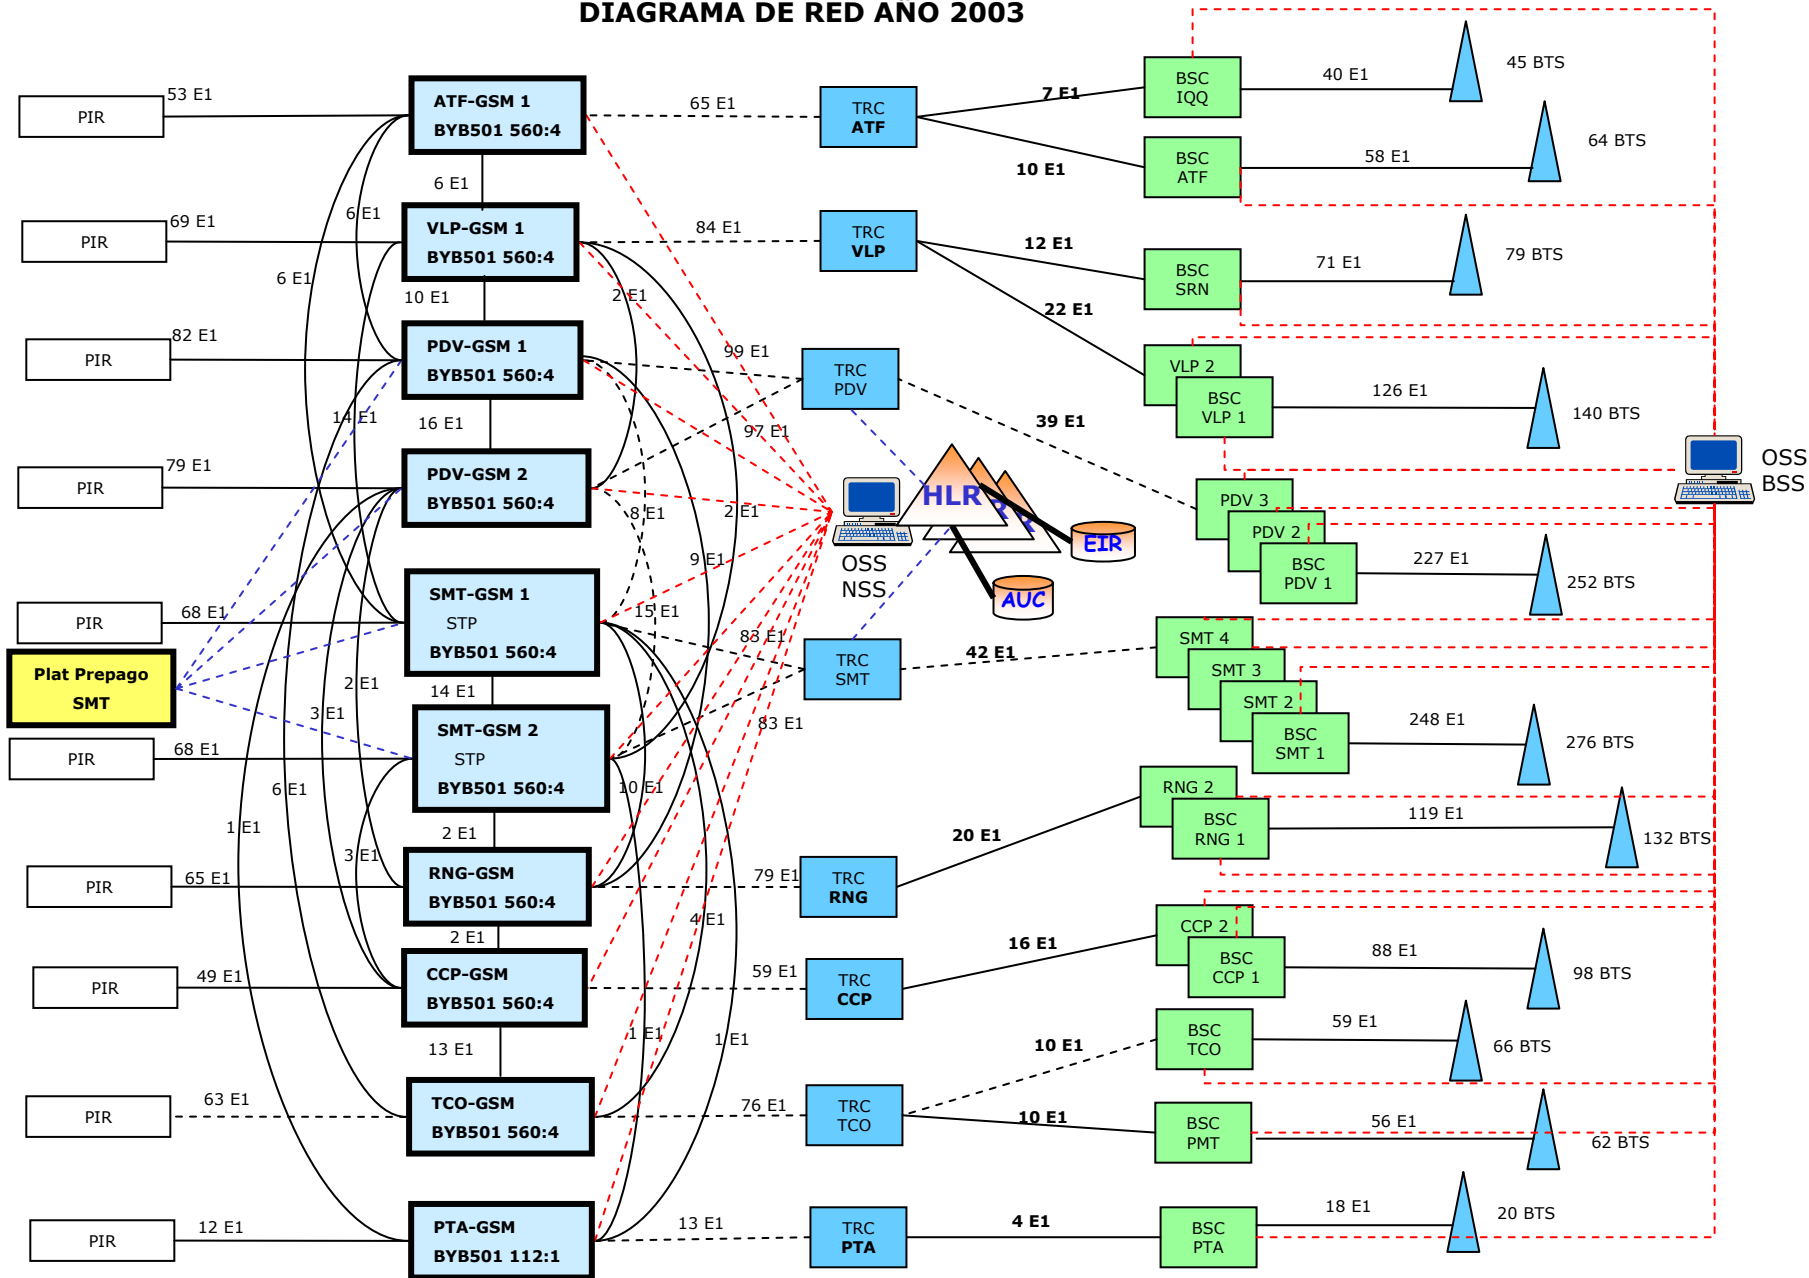 DIAGRAMA DE RED AÑO 2003
PIR
53 E1
ATF-GSM 1
BYB501 560:4
65 E1
TRC
ATF
7 E1
10 E1
BSC
IQQ
40 E1
45 BTS
BSC
ATF
58 E1
64 BTS
6 E1
6 E1
6 E1
PIR
69 E1
VLP-GSM 1
BYB501 560:4
84 E1
TRC
VLP
12 E1
22 E1
BSC
SRN
71 E1
79 BTS
VLP 2
BSC
VLP 1
126 E1
140 BTS
10 E1
2 E1
PIR
82 E1
PDV-GSM 1
BYB501 560:4
99 E1
TRC
PDV
39 E1
14 E1
16 E1
97 E1
PIR
79 E1
PDV-GSM 2
BYB501 560:4
8 E1
2 E1
9 E1
OSS
NSS
HLR
R
R
EIR
AUC
OSS
BSS
PDV 3
PDV 2
BSC
PDV 1
227 E1
252 BTS
PIR
68 E1
SMT-GSM 1
STP
BYB501 560:4
15 E1
83 E1
TRC
SMT
42 E1
SMT 4
SMT 3
SMT 2
BSC
SMT 1
248 E1
276 BTS
Plat Prepago
SMT
2 E1
14 E1
3 E1
83 E1
PIR
68 E1
SMT-GSM 2
STP
BYB501 560:4
10 E1
6 E1
1 E1
3 E1
2 E1
RNG 2
BSC
RNG 1
119 E1
132 BTS
20 E1
PIR
65 E1
RNG-GSM
BYB501 560:4
79 E1
TRC
RNG
4 E1
2 E1
PIR
49 E1
CCP-GSM
BYB501 560:4
59 E1
TRC
CCP
16 E1
CCP 2
BSC
CCP 1
88 E1
98 BTS
13 E1
1 E1
1 E1
10 E1
BSC
TCO
59 E1
66 BTS
PIR
63 E1
TCO-GSM
BYB501 560:4
76 E1
TRC
TCO
10 E1
BSC
PMT
56 E1
62 BTS
PIR
12 E1
PTA-GSM
BYB501 112:1
13 E1
TRC
PTA
4 E1
BSC
PTA
18 E1
20 BTS